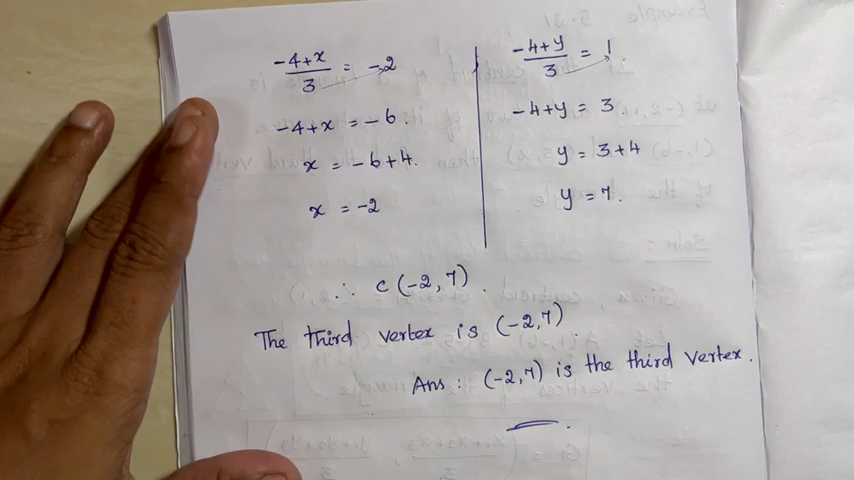 -4+x/3 = -2
-4+x = -6.
x = -6+4.
x = -2
-4+y/3 = 1.
-4+y = 3
y = 3+4
y = 7.
∴ C(-2,7).
The third vertex is (-2,7).
Ans : (-2,7) is the third vertex.